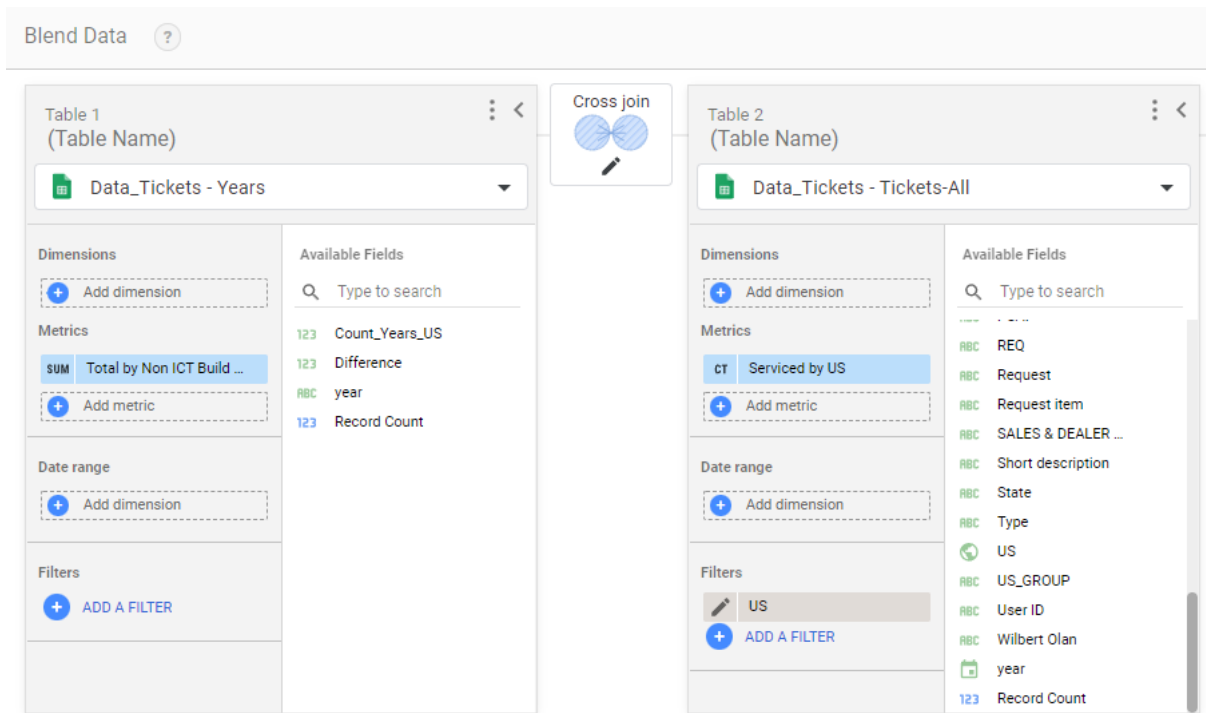 Blend Data ?
Table 1
(Table Name)
Data_Tickets - Years
Dimensions
Add dimension
Metrics
SUM Total by Non ICT Build ...
Add metric
Date range
Add dimension
Filters
ADD A FILTER
Available Fields
Type to search
123 Count_Years_US
123 Difference
ABC year
123 Record Count
Cross join
Table 2
(Table Name)
Data_Tickets - Tickets-All
Dimensions
Add dimension
Metrics
CT Serviced by US
Add metric
Date range
Add dimension
Filters
US
ADD A FILTER
Available Fields
Type to search
ABC REQ
ABC Request
ABC Request item
ABC SALES & DEALER ...
ABC Short description
ABC State
ABC Type
US
ABC US_GROUP
ABC User ID
ABC Wilbert Olan
year
123 Record Count